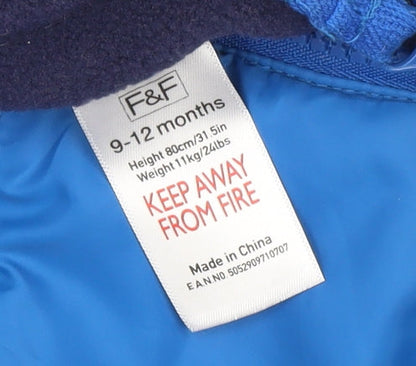 F&F
9-12 months
Height 80cm/31.5in
Weight 11kg/24lbs
KEEP AWAY
FROM FIRE
Made in China
E.A.N.NO. 5052909710707